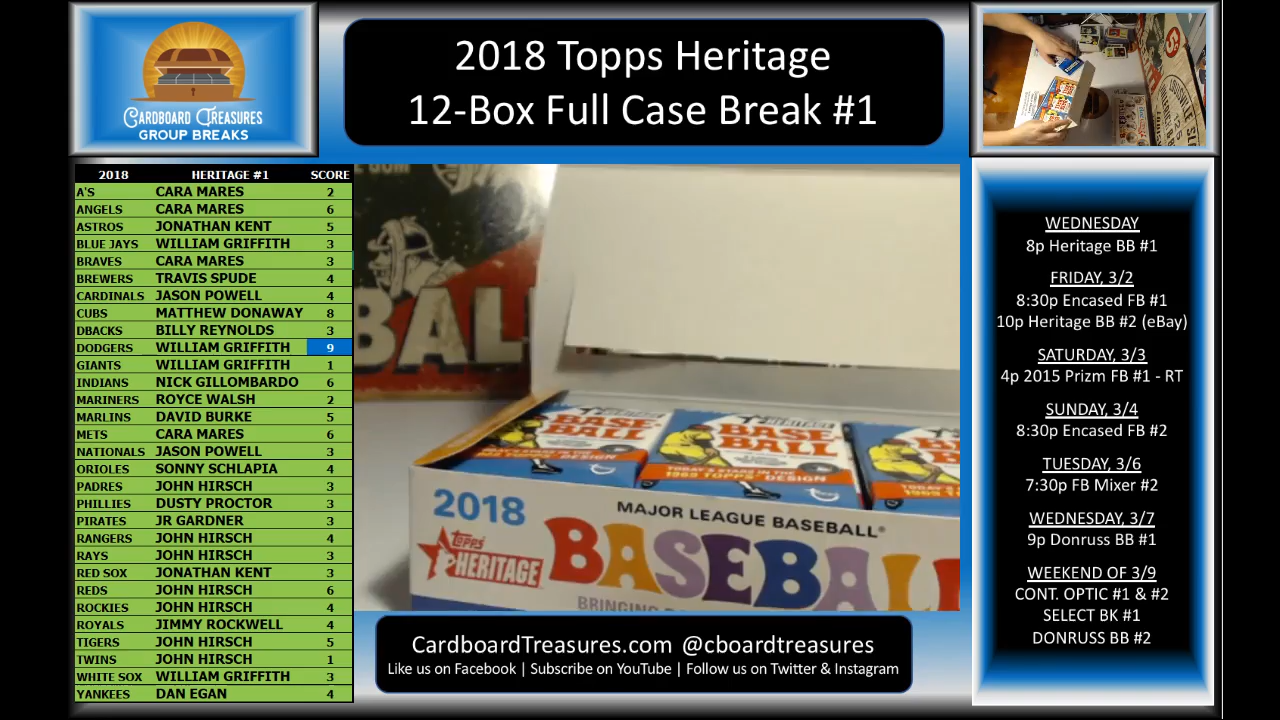 CARDBOARD TREASURES
GROUP BREAKS
2018 Topps Heritage
12-Box Full Case Break #1
2018 HERITAGE #1 SCORE
A'S CARA MARES 2
ANGELS CARA MARES 6
ASTROS JONATHAN KENT 5
BLUE JAYS WILLIAM GRIFFITH 3
BRAVES CARA MARES 3
BREWERS TRAVIS SPUDE 4
CARDINALS JASON POWELL 4
CUBS MATTHEW DONAWAY 8
DBACKS BILLY REYNOLDS 3
DODGERS WILLIAM GRIFFITH 9
GIANTS WILLIAM GRIFFITH 1
INDIANS NICK GILLOMBARDO 6
MARINERS ROYCE WALSH 2
MARLINS DAVID BURKE 5
METS CARA MARES 6
NATIONALS JASON POWELL 3
ORIOLES SONNY SCHLAPIA 4
PADRES JOHN HIRSCH 3
PHILLIES DUSTY PROCTOR 3
PIRATES JR GARDNER 3
RANGERS JOHN HIRSCH 4
RAYS JOHN HIRSCH 3
RED SOX JONATHAN KENT 3
REDS JOHN HIRSCH 6
ROCKIES JOHN HIRSCH 4
ROYALS JIMMY ROCKWELL 4
TIGERS JOHN HIRSCH 5
TWINS JOHN HIRSCH 1
WHITE SOX WILLIAM GRIFFITH 3
YANKEES DAN EGAN 4
BAL
HERITAGE
BASE-
BALL
TODAY'S STARS IN THE
1969 TOPPS DESIGN
2018
MAJOR LEAGUE BASEBALL
TOPPS
HERITAGE
BASEBALL
BRINGING
CardboardTreasures.com @cboardtreasures
Like us on Facebook | Subscribe on YouTube | Follow us on Twitter & Instagram
WEDNESDAY
8p Heritage BB #1
FRIDAY, 3/2
8:30p Encased FB #1
10p Heritage BB #2 (eBay)
SATURDAY, 3/3
4p 2015 Prizm FB #1 - RT
SUNDAY, 3/4
8:30p Encased FB #2
TUESDAY, 3/6
7:30p FB Mixer #2
WEDNESDAY, 3/7
9p Donruss BB #1
WEEKEND OF 3/9
CONT. OPTIC #1 & #2
SELECT BK #1
DONRUSS BB #2